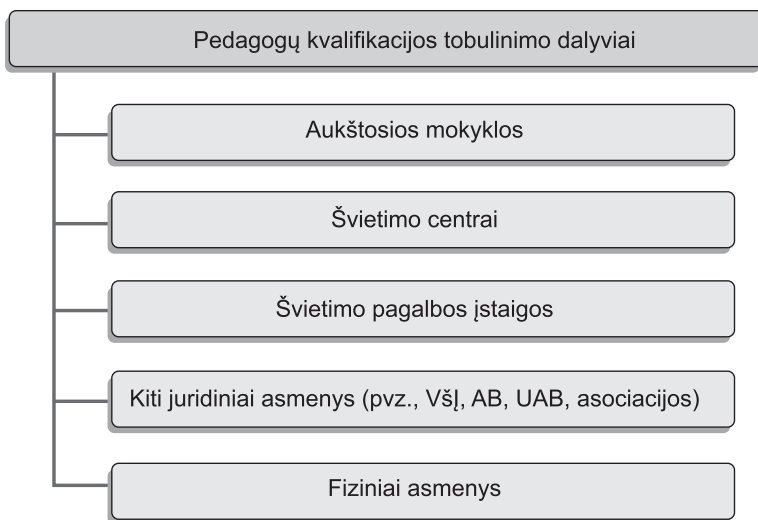 Pedagogų kvalifikacijos tobulinimo dalyviai
Aukštosios mokyklos
Švietimo centrai
Švietimo pagalbos įstaigos
Kiti juridiniai asmenys (pvz., VšĮ, AB, UAB, asociacijos)
Fiziniai asmenys